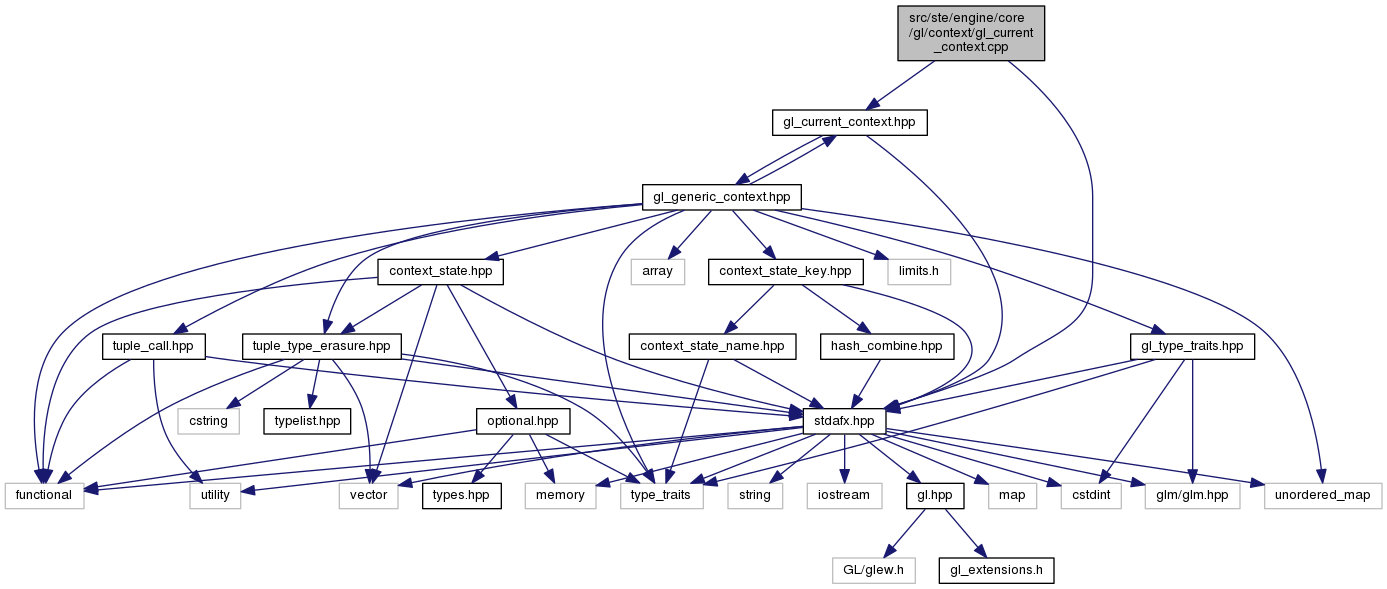 src/ste/engine/core
/gl/context/gl_current
_context.cpp
gl_current_context.hpp
gl_generic_context.hpp
context_state.hpp
array
context_state_key.hpp
limits.h
tuple_call.hpp
tuple_type_erasure.hpp
context_state_name.hpp
hash_combine.hpp
gl_type_traits.hpp
cstring
typelist.hpp
optional.hpp
stdafx.hpp
functional
utility
vector
types.hpp
memory
type_traits
string
iostream
gl.hpp
map
cstdint
glm/glm.hpp
unordered_map
GL/glew.h
gl_extensions.h